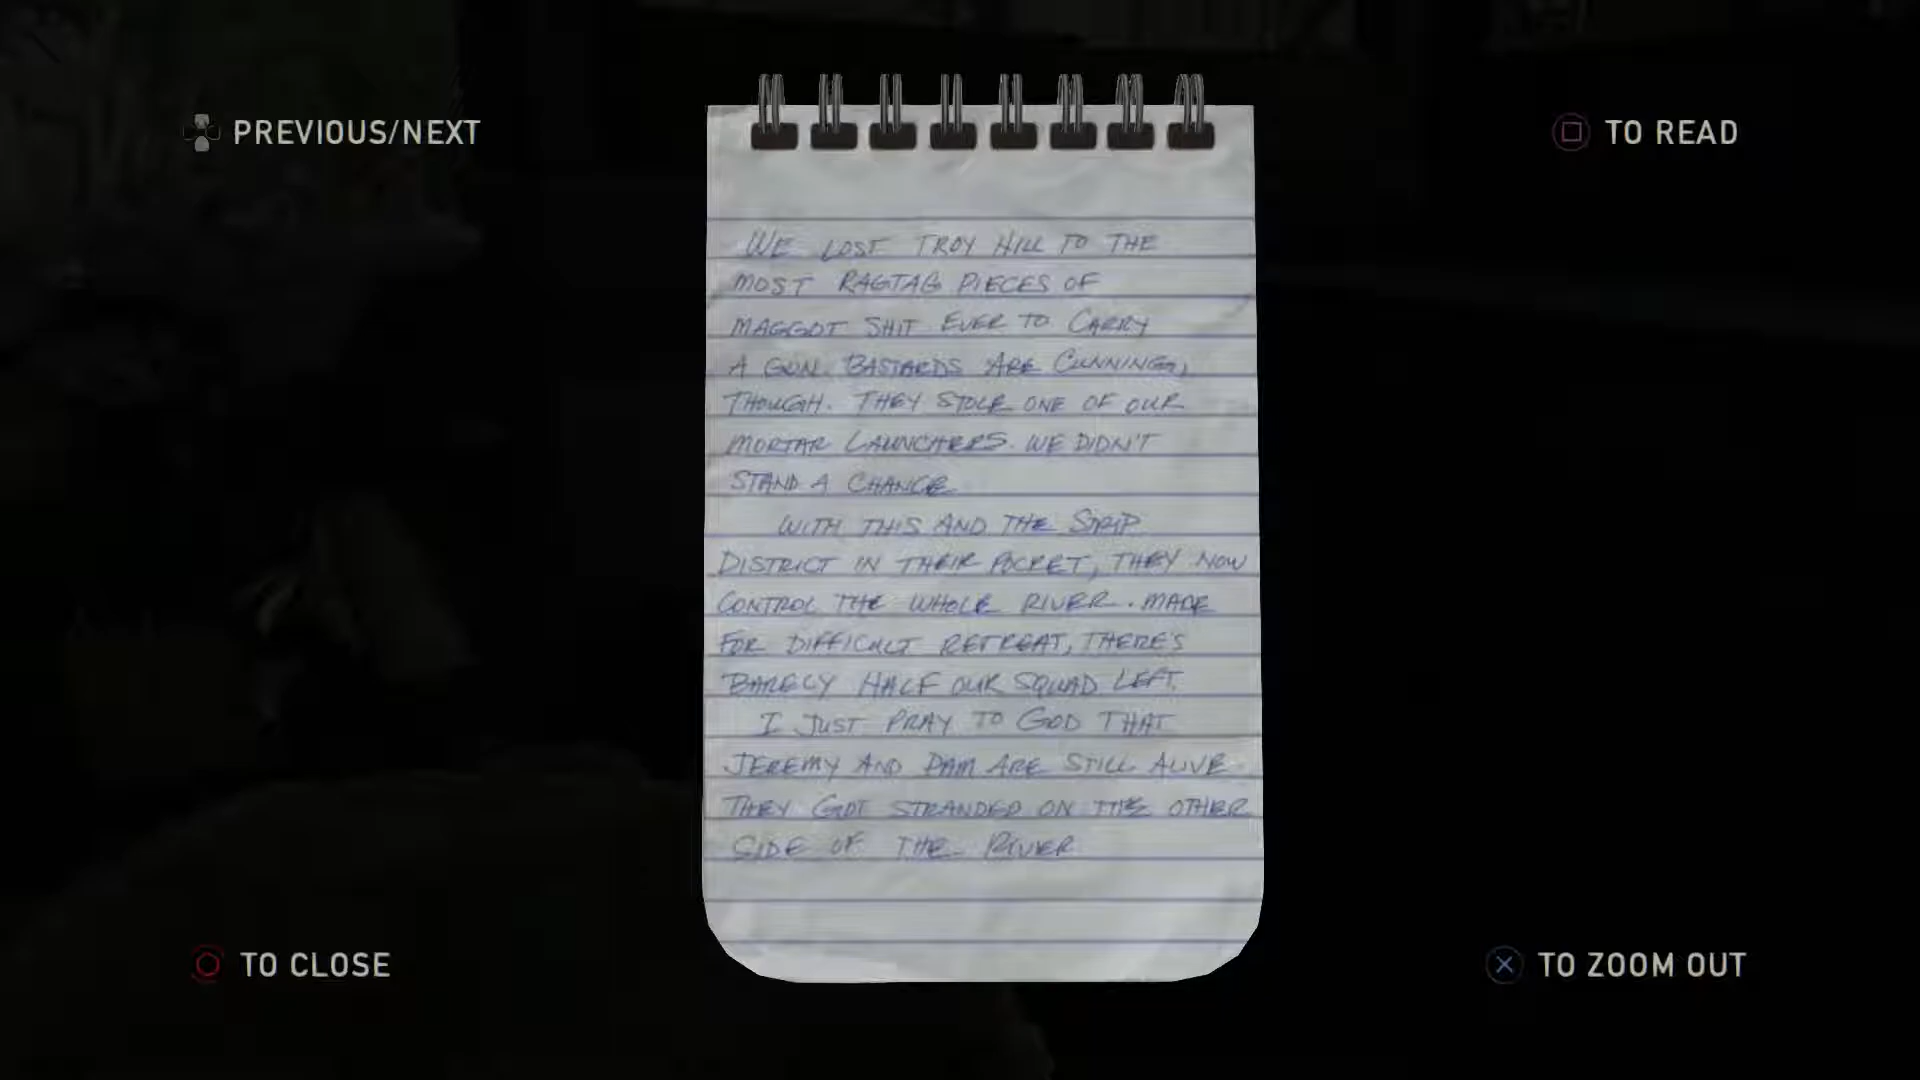 PREVIOUS/NEXT
TO READ
WE LOST TROY HILL TO THE
MOST RAGTAG PIECES OF
MAGGOT SHIT EVER TO CARRY
A GUN. BASTARDS ARE CUNNING,
THOUGH. THEY STOLE ONE OF OUR
MORTAR LAUNCHERS. WE DIDN'T
STAND A CHANCE
WITH THIS AND THE STRIP
DISTRICT IN THEIR POCKET, THEY NOW
CONTROL THE WHOLE RIVER. MADE
FOR DIFFICULT RETREAT, THERE'S
BARELY HALF OUR SQUAD LEFT.
I JUST PRAY TO GOD THAT
JEREMY AND PAM ARE STILL ALIVE.
THEY GOT STRANDED ON THE OTHER
SIDE OF THE RIVER
TO CLOSE
TO ZOOM OUT